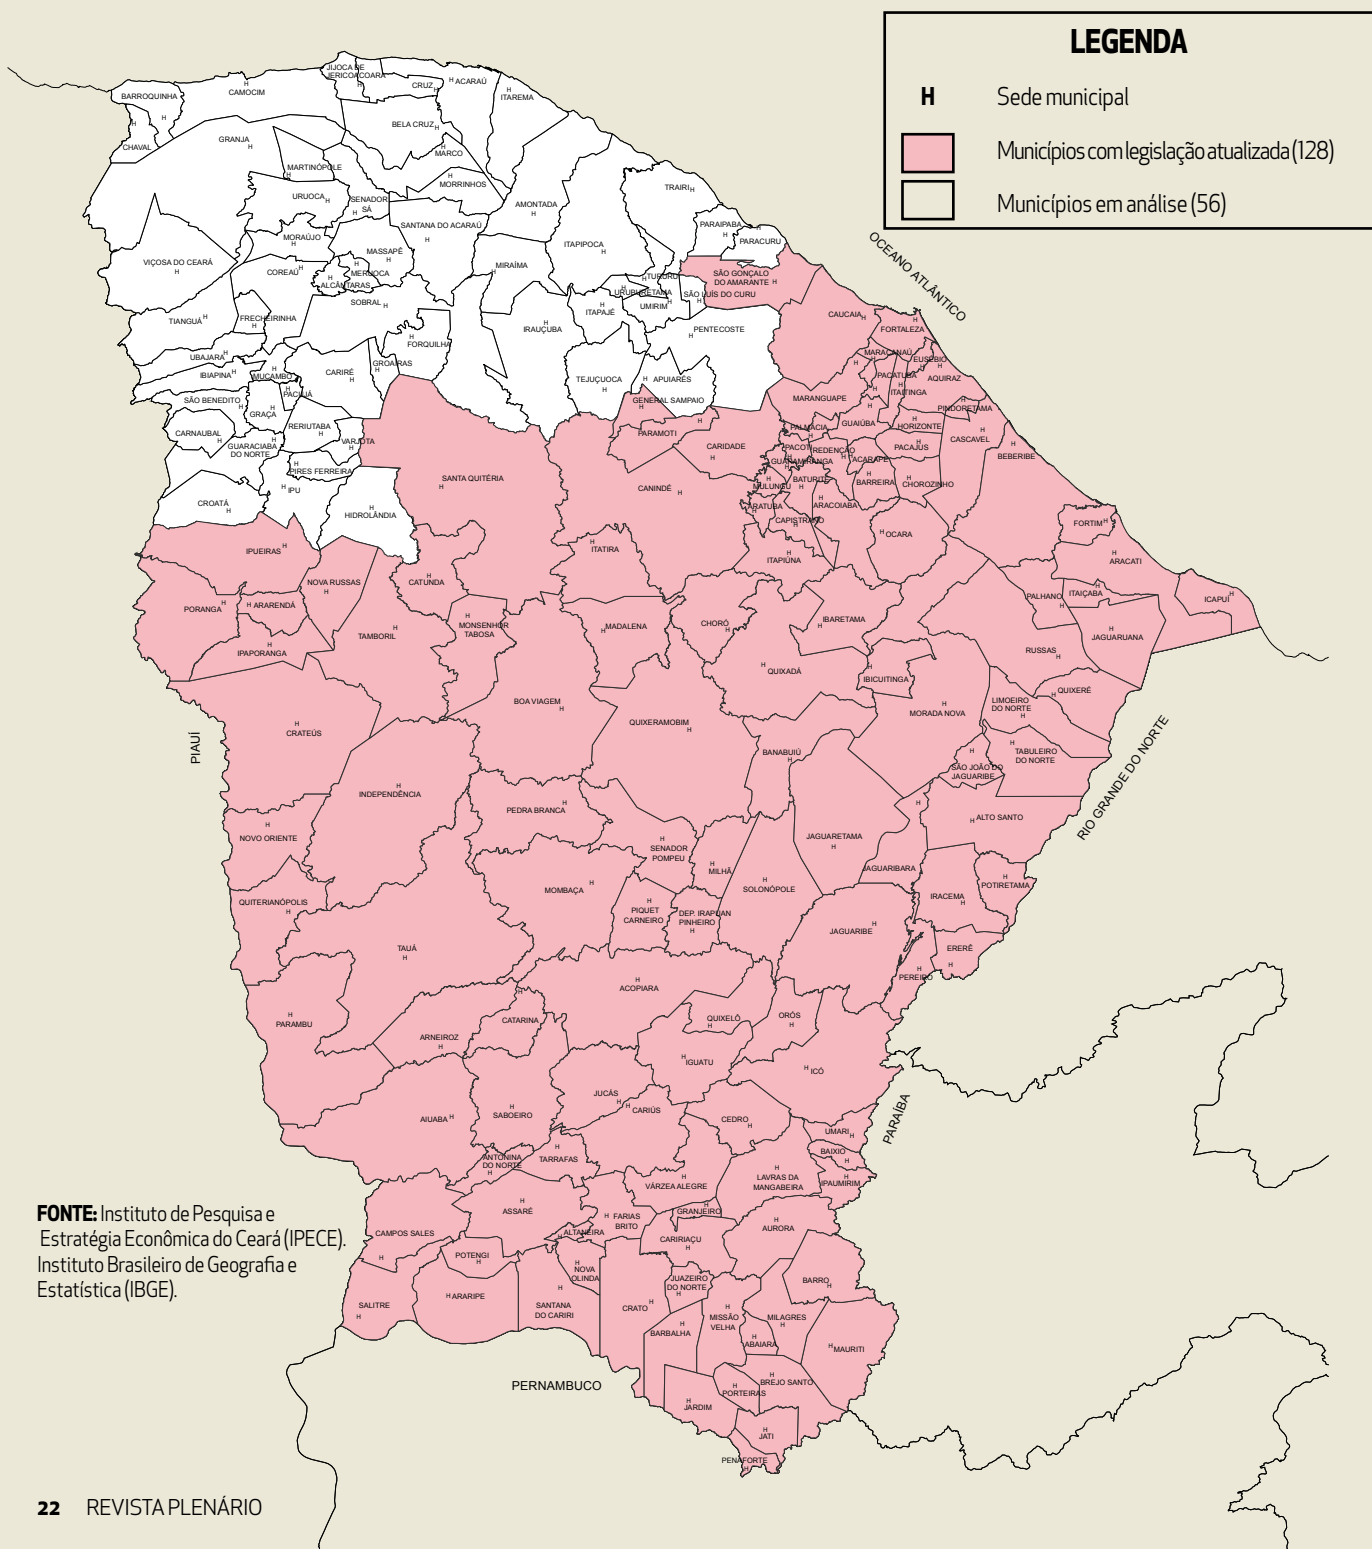 LEGENDA
H Sede municipal
Municípios com legislação atualizada (128)
Municípios em análise (56)
JIJOCA DE
JERICOACOARA
CRUZ
ACARAÚ
ITAREMA
BARROQUINHA
CAMOCIM
BELA CRUZ
CHAVAL
GRANJA
MARCO
MARTINÓPOLE
MORRINHOS
URUOCA
SENADOR
SÁ
AMONTADA
TRAIRI
SANTANA DO ACARAÚ
PARAIPABA
PARACURU
MORAÚJO
MASSAPÊ
ITAPIPOCA
OCEANO ATLÂNTICO
VIÇOSA DO CEARÁ
COREAÚ
MERUOCA
ALCÂNTARAS
MIRAÍMA
TURURU
URUBURETAMA
SÃO LUÍS DO CURU
SÃO GONÇALO
DO AMARANTE
SOBRAL
ITAPAJÉ
UMIRIM
TIANGUÁ
FRECHEIRINHA
IRAUÇUBA
PENTECOSTE
CAUCAIA
FORTALEZA
FORQUILHA
UBAJARA
MARACANAÚ
EUSÉBIO
IBIAPINA
MUCAMBO
CARIRÉ
GROAÍRAS
TEJUÇUOCA
APUIARÉS
PACATUBA
AQUIRAZ
ITAITINGA
PACUJÁ
SÃO BENEDITO
GENERAL SAMPAIO
MARANGUAPE
PINDORETAMA
GRAÇA
CARNAUBAL
RERIUTABA
GUAIÚBA
HORIZONTE
PALMÁCIA
PARAMOTI
CARIDADE
CASCAVEL
GUARACIABA
DO NORTE
VARJOTA
PACOTI
REDENÇÃO
PACAJUS
BEBERIBE
GUARAMIRANGA
ACARAPE
PIRES FERREIRA
SANTA QUITÉRIA
CANINDÉ
MULUNGU
BATURITÉ
BARREIRA
CHOROZINHO
IPU
CROATÁ
ARATUBA
ARACOIABA
HIDROLÂNDIA
CAPISTRANO
OCARA
FORTIM
IPUEIRAS
ITATIRA
ITAPIÚNA
ARACATI
NOVA RUSSAS
CATUNDA
PORANGA
ARARENDÁ
PALHANO
ITAIÇABA
ICAPUÍ
MONSENHOR
TABOSA
MADALENA
CHORÓ
IBARETAMA
JAGUARUANA
TAMBORIL
IPAPORANGA
RUSSAS
QUIXADÁ
IBICUITINGA
QUIXERÉ
BOA VIAGEM
LIMOEIRO
DO NORTE
MORADA NOVA
CRATEÚS
QUIXERAMOBIM
PIAUÍ
BANABUIÚ
TABULEIRO
DO NORTE
SÃO JOÃO DO
JAGUARIBE
RIO GRANDE DO NORTE
INDEPENDÊNCIA
PEDRA BRANCA
ALTO SANTO
NOVO ORIENTE
JAGUARETAMA
SENADOR
POMPEU
MILHÃ
JAGUARIBARA
MOMBAÇA
SOLONÓPOLE
POTIRETAMA
IRACEMA
QUITERIANÓPOLIS
PIQUET
CARNEIRO
DEP. IRAPUAN
PINHEIRO
JAGUARIBE
TAUÁ
ERERÊ
PEREIRO
ACOPIARA
PARAMBU
CATARINA
QUIXELÔ
ORÓS
ARNEIROZ
IGUATU
ICÓ
JUCÁS
CARIÚS
AIUABA
SABOEIRO
CEDRO
PARAÍBA
UMARI
BAIXIO
ANTONINA
DO NORTE
TARRAFAS
LAVRAS DA
MANGABEIRA
IPAUMIRIM
VÁRZEA ALEGRE
ASSARÉ
GRANJEIRO
FARIAS
BRITO
AURORA
CAMPOS SALES
ALTANEIRA
CARIRIAÇU
POTENGI
NOVA
OLINDA
JUAZEIRO
DO NORTE
BARRO
SALITRE
ARARIPE
SANTANA
DO CARIRI
CRATO
MISSÃO
VELHA
MILAGRES
BARBALHA
ABAIARA
MAURITI
PERNAMBUCO
BREJO SANTO
PORTEIRAS
JARDIM
JATI
PENAFORTE
FONTE: Instituto de Pesquisa e
Estratégia Econômica do Ceará (IPECE).
Instituto Brasileiro de Geografia e
Estatística (IBGE).
22 REVISTA PLENÁRIO